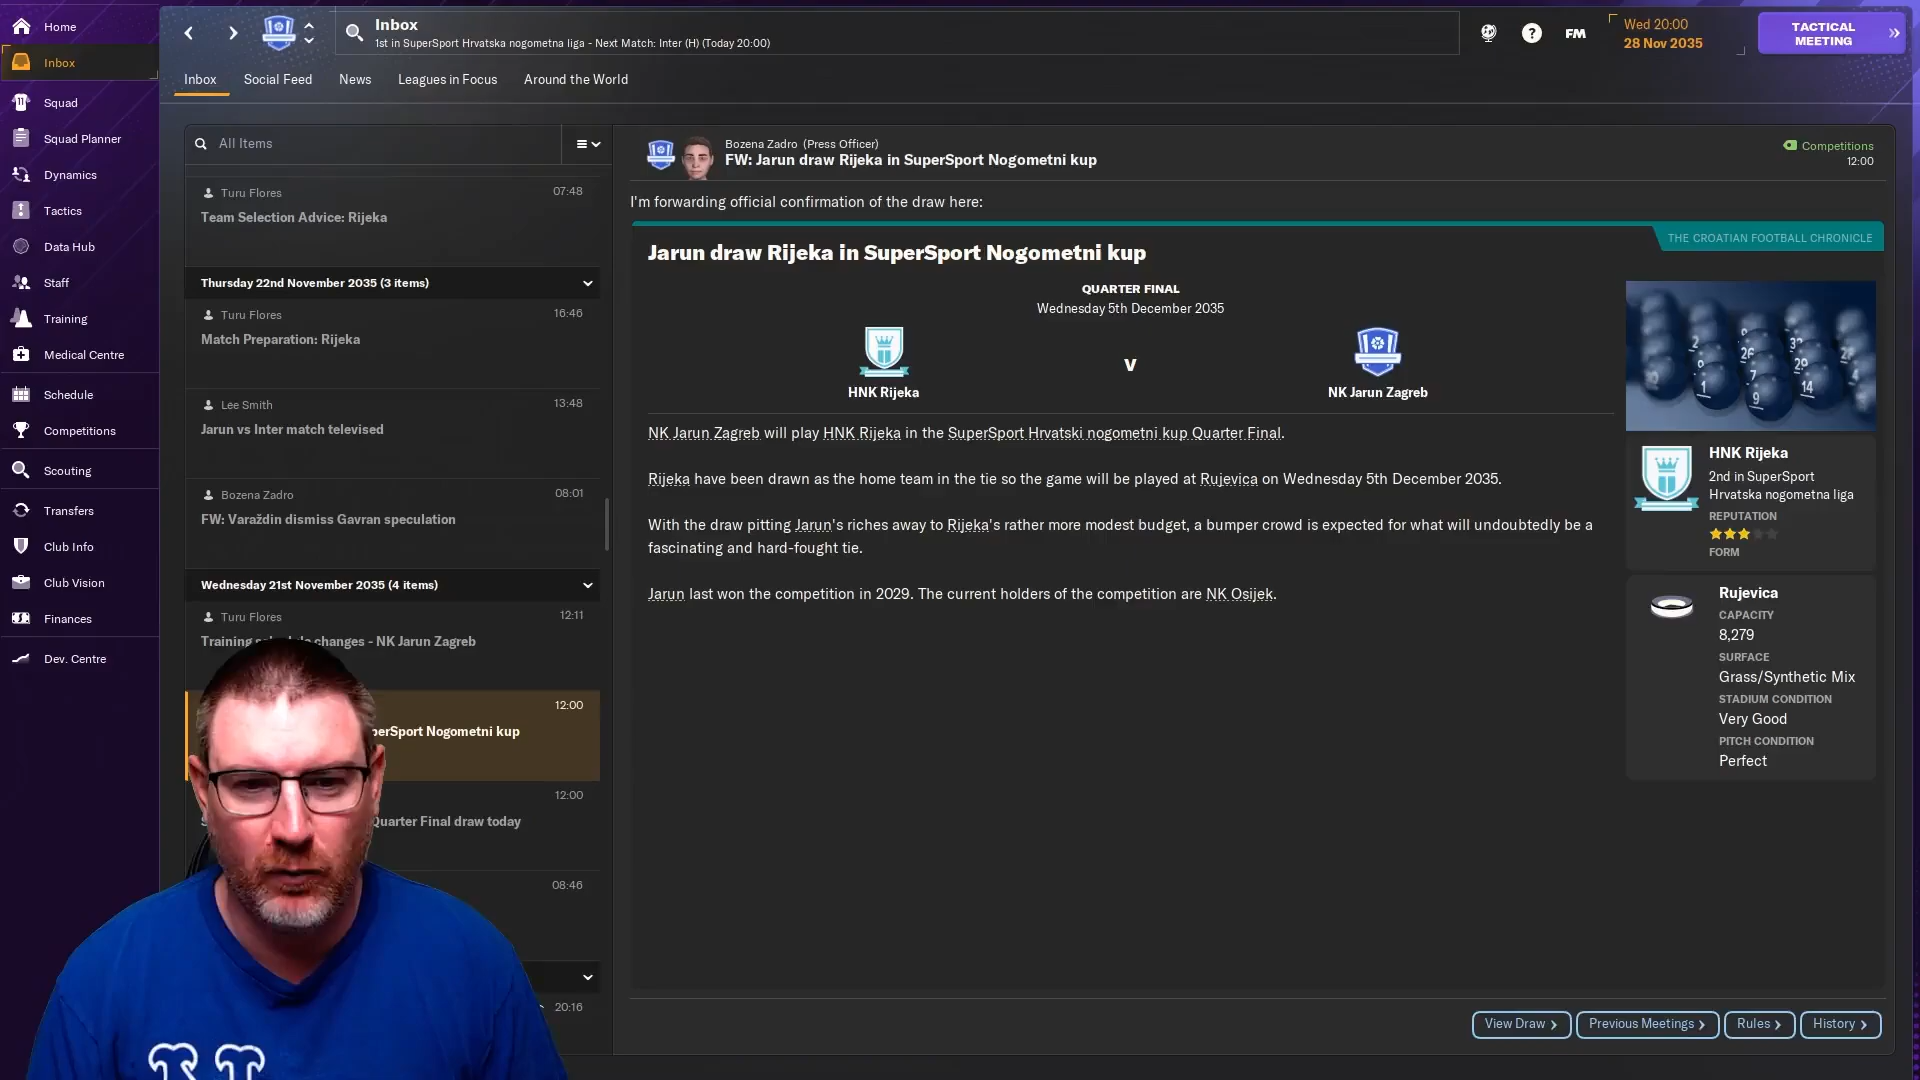 Home
Inbox
Squad
Squad Planner
Dynamics
Tactics
Data Hub
Staff
Training
Medical Centre
Schedule
Competitions
Scouting
Transfers
Club Info
Club Vision
Finances
Dev. Centre
Inbox
1st in SuperSport Hrvatska nogometna liga - Next Match: Inter (H) (Today 20:00)
FM
Wed 20:00
28 Nov 2035
TACTICAL
MEETING
Inbox
Social Feed
News
Leagues in Focus
Around the World
All Items
Turu Flores
07:48
Team Selection Advice: Rijeka
Thursday 22nd November 2035 (3 items)
Turu Flores
16:46
Match Preparation: Rijeka
Lee Smith
13:48
Jarun vs Inter match televised
Bozena Zadro
08:01
FW: Varaždin dismiss Gavran speculation
Wednesday 21st November 2035 (4 items)
Turu Flores
12:11
Training changes - NK Jarun Zagreb
12:00
Nogometni kup
12:00
Quarter Final draw today
08:46
20:16
Bozena Zadro (Press Officer)
FW: Jarun draw Rijeka in SuperSport Nogometni kup
Competitions
12:00
I'm forwarding official confirmation of the draw here:
THE CROATIAN FOOTBALL CHRONICLE
Jarun draw Rijeka in SuperSport Nogometni kup
QUARTER FINAL
Wednesday 5th December 2035
HNK Rijeka
v
NK Jarun Zagreb
NK Jarun Zagreb will play HNK Rijeka in the SuperSport Hrvatski nogometni kup Quarter Final.
Rijeka have been drawn as the home team in the tie so the game will be played at Rujevica on Wednesday 5th December 2035.
With the draw pitting Jarun's riches away to Rijeka's rather more modest budget, a bumper crowd is expected for what will undoubtedly be a
fascinating and hard-fought tie.
Jarun last won the competition in 2029. The current holders of the competition are NK Osijek.
HNK Rijeka
2nd in SuperSport
Hrvatska nogometna liga
REPUTATION
FORM
Rujevica
CAPACITY
8,279
SURFACE
Grass/Synthetic Mix
STADIUM CONDITION
Very Good
PITCH CONDITION
Perfect
View Draw
Previous Meetings
Rules
History